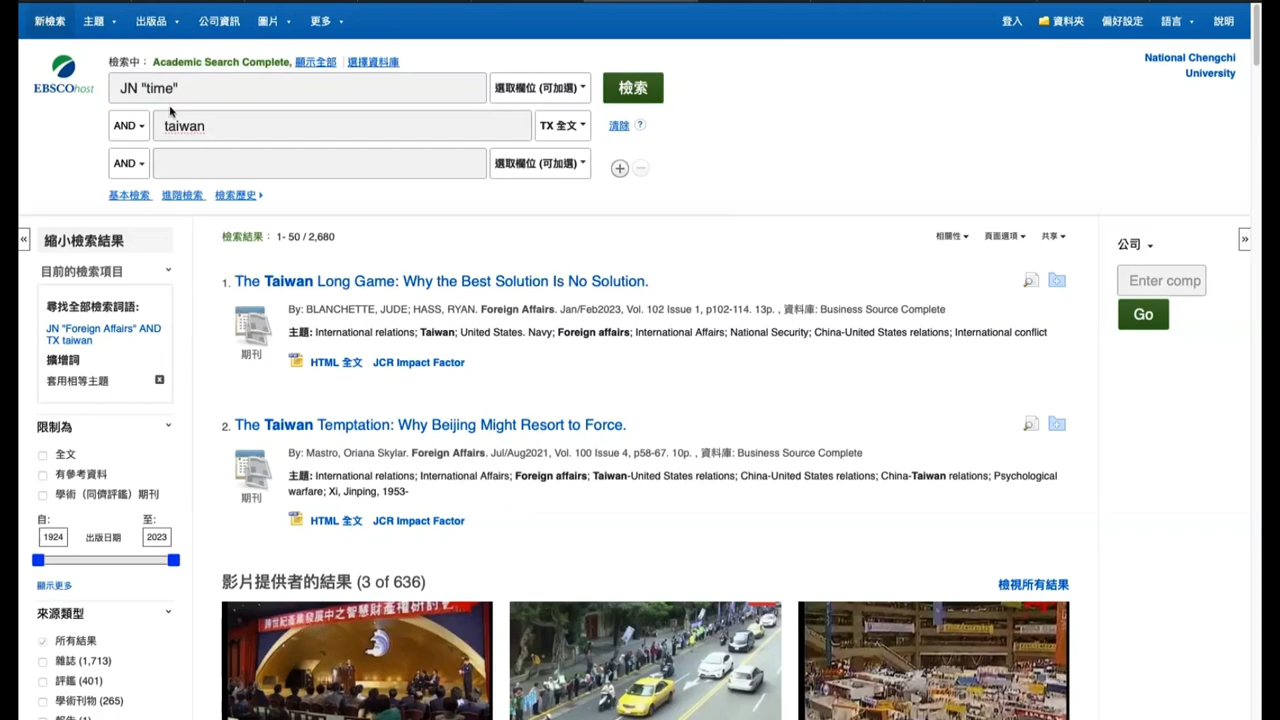 新檢索 主題 出版品 公司資訊 圖片 更多 登入 資料夾 偏好設定 語言 說明
檢索中： Academic Search Complete, 顯示全部 選擇資料庫
National Chengchi University
EBSCOhost
JN "time" 選取欄位 (可加選) 檢索
AND taiwan TX 全文 清除 ?
AND 選取欄位 (可加選)
基本檢索 進階檢索 檢索歷史
縮小檢索結果
目前的檢索項目
尋找全部檢索詞語:
JN "Foreign Affairs" AND
TX taiwan
擴增詞
套用相等主題
限制為
全文
有參考資料
學術（同儕評鑑）期刊
自: 至:
1924 出版日期 2023
顯示更多
來源類型
所有結果
雜誌 (1,713)
評鑑 (401)
學術刊物 (265)
檢索結果： 1- 50 / 2,680 相關性 頁面選項 共享
1. The Taiwan Long Game: Why the Best Solution Is No Solution.
By: BLANCHETTE, JUDE; HASS, RYAN. Foreign Affairs. Jan/Feb2023, Vol. 102 Issue 1, p102-114. 13p. , 資料庫: Business Source Complete
主題: International relations; Taiwan; United States. Navy; Foreign affairs; International Affairs; National Security; China-United States relations; International conflict
期刊
HTML 全文 JCR Impact Factor
2. The Taiwan Temptation: Why Beijing Might Resort to Force.
By: Mastro, Oriana Skylar. Foreign Affairs. Jul/Aug2021, Vol. 100 Issue 4, p58-67. 10p. , 資料庫: Business Source Complete
主題: International relations; International Affairs; Foreign affairs; Taiwan-United States relations; China-United States relations; China-Taiwan relations; Psychological
warfare; Xi, Jinping, 1953-
期刊
HTML 全文 JCR Impact Factor
影片提供者的結果 (3 of 636) 檢視所有結果
公司
Enter comp
Go